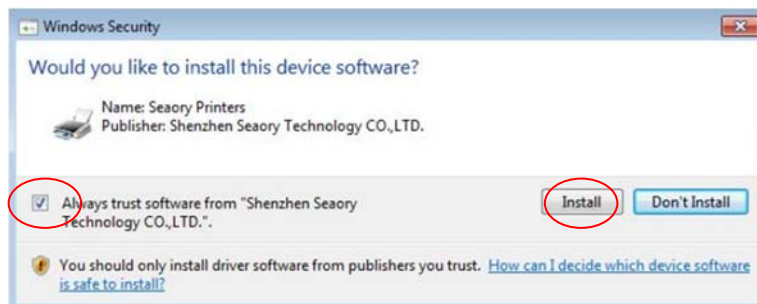 Windows Security
Would you like to install this device software?
Name: Seaory Printers
Publisher: Shenzhen Seaory Technology CO.,LTD.
Always trust software from "Shenzhen Seaory
Technology CO.,LTD.".
Install
Don't Install
You should only install driver software from publishers you trust. How can I decide which device software
is safe to install?